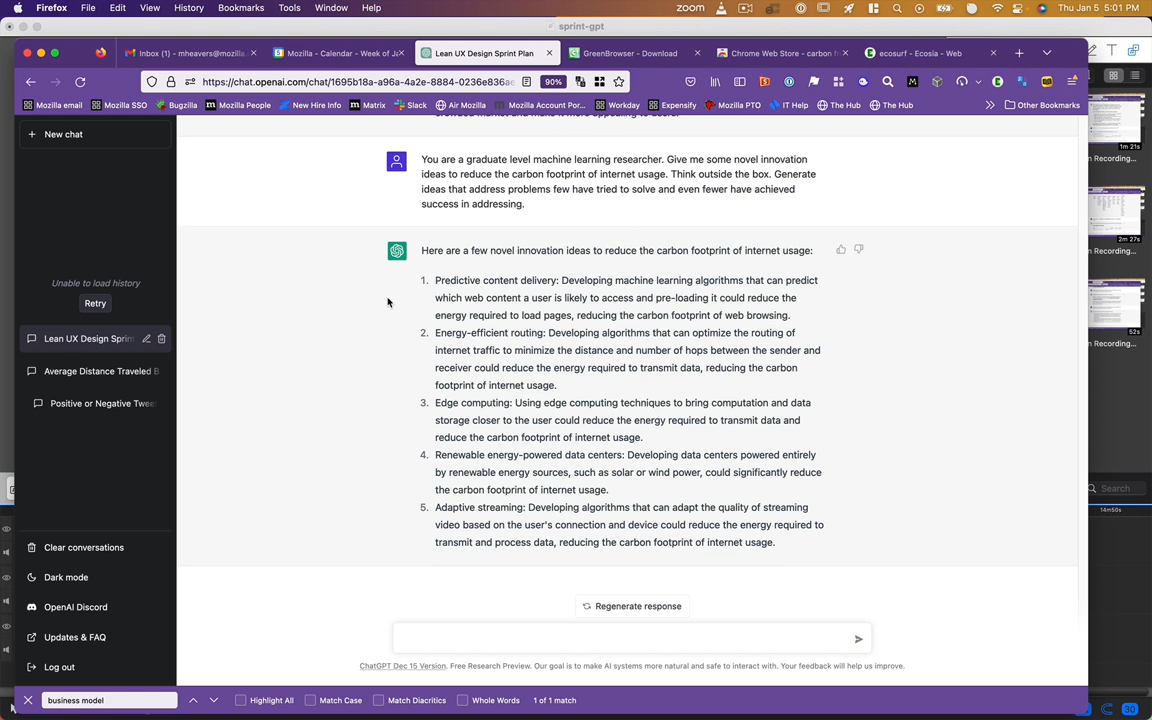 Firefox File Edit View History Bookmarks Tools Window Help zoom Thu Jan 5 5:01 PM
sprint-gpt
Inbox (1) - mheavers@mozill
Mozilla - Calendar - Week of Ja
Lean UX Design Sprint Plan
GreenBrowser - Download
Chrome Web Store - carbon f
ecosurf - Ecosia - Web
https://chat.openai.com/chat/1695b18a-a96a-4a2e-8884-0236e836ae
90%
Mozilla email Mozilla SSO Bugzilla Mozilla People New Hire Info Matrix Slack Air Mozilla Mozilla Account Por... Workday Expensify Mozilla PTO IT Help The Hub The Hub Other Bookmarks
New chat
Unable to load history
Retry
Lean UX Design Sprint
Average Distance Traveled B
Positive or Negative Twee
Clear conversations
Dark mode
OpenAI Discord
Updates & FAQ
Log out
You are a graduate level machine learning researcher. Give me some novel innovation
ideas to reduce the carbon footprint of internet usage. Think outside the box. Generate
ideas that address problems few have tried to solve and even fewer have achieved
success in addressing.
Here are a few novel innovation ideas to reduce the carbon footprint of internet usage:
1. Predictive content delivery: Developing machine learning algorithms that can predict
which web content a user is likely to access and pre-loading it could reduce the
energy required to load pages, reducing the carbon footprint of web browsing.
2. Energy-efficient routing: Developing algorithms that can optimize the routing of
internet traffic to minimize the distance and number of hops between the sender and
receiver could reduce the energy required to transmit data, reducing the carbon
footprint of internet usage.
3. Edge computing: Using edge computing techniques to bring computation and data
storage closer to the user could reduce the energy required to transmit data and
reduce the carbon footprint of internet usage.
4. Renewable energy-powered data centers: Developing data centers powered entirely
by renewable energy sources, such as solar or wind power, could significantly reduce
the carbon footprint of internet usage.
5. Adaptive streaming: Developing algorithms that can adapt the quality of streaming
video based on the user's connection and device could reduce the energy required to
transmit and process data, reducing the carbon footprint of internet usage.
Regenerate response
ChatGPT Dec 15 Version. Free Research Preview. Our goal is to make AI systems more natural and safe to interact with. Your feedback will help us improve.
business model
Highlight All Match Case Match Diacritics Whole Words 1 of 1 match
1m 21s
n Recording...
2m 27s
n Recording...
52s
n Recording...
Search
14m50s
30